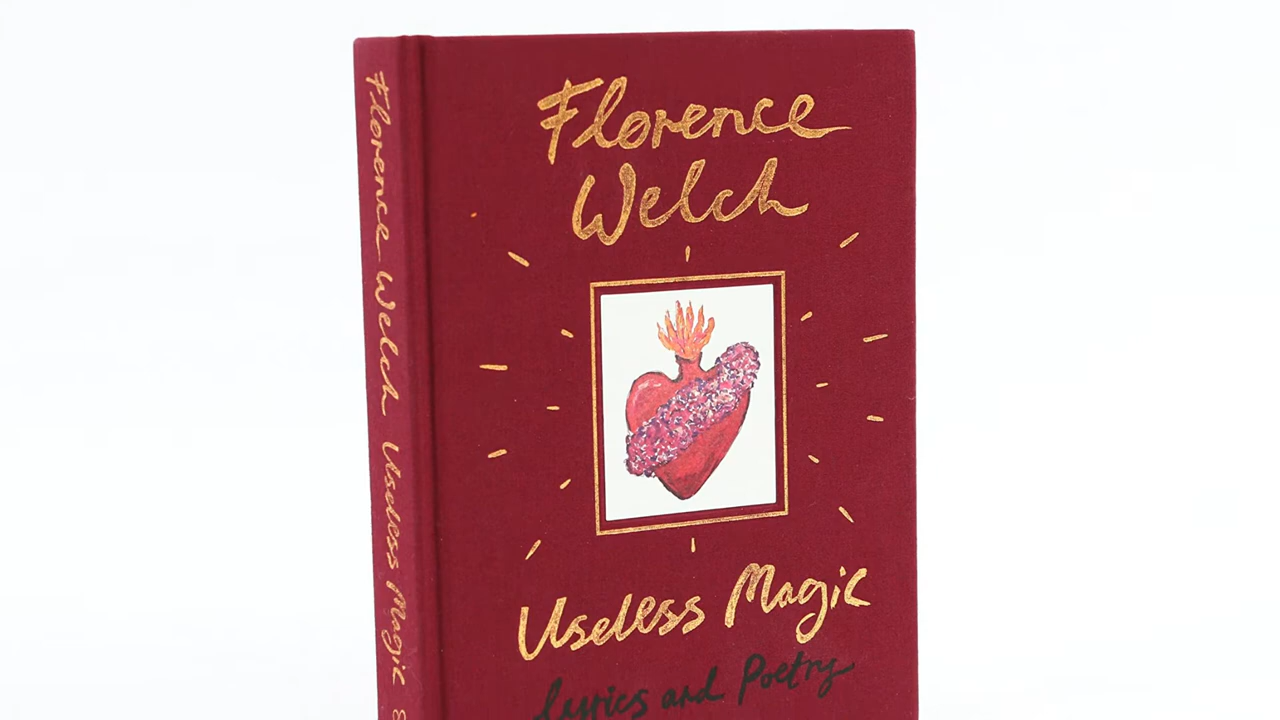 Florence
Welch
Useless Magic
Lyrics and Poetry
Florence Welch Useless Magic